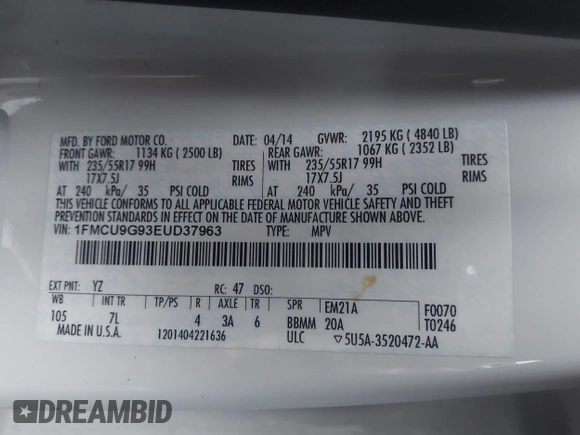 MFD. BY FORD MOTOR CO. DATE: 04/14 GVWR: 2195 KG ( 4840 LB)
FRONT GAWR: 1134 KG ( 2500 LB) REAR GAWR: 1067 KG ( 2352 LB)
WITH 235/55R17 99H TIRES 235/55R17 99H TIRES
17X7.5J RIMS 17X7.5J RIMS
AT 240 kPa/ 35 PSI COLD AT 240 kPa/ 35 PSI COLD
THIS VEHICLE CONFORMS TO ALL APPLICABLE FEDERAL MOTOR VEHICLE SAFETY AND THEFT
PREVENTION STANDARDS IN EFFECT ON THE DATE OF MANUFACTURE SHOWN ABOVE.
VIN: 1FMCU9G93EUD37963 TYPE: MPV
EXT PNT: YZ RC: 47 DSO:
WB INT TR TP/PS R AXLE TR SPR EM21A F0070
105 7L 4 3A 6 BBMM 20A T0246
MADE IN U.S.A. 1201404221636 ULC ▽5U5A-3520472-AA
DREAMBID